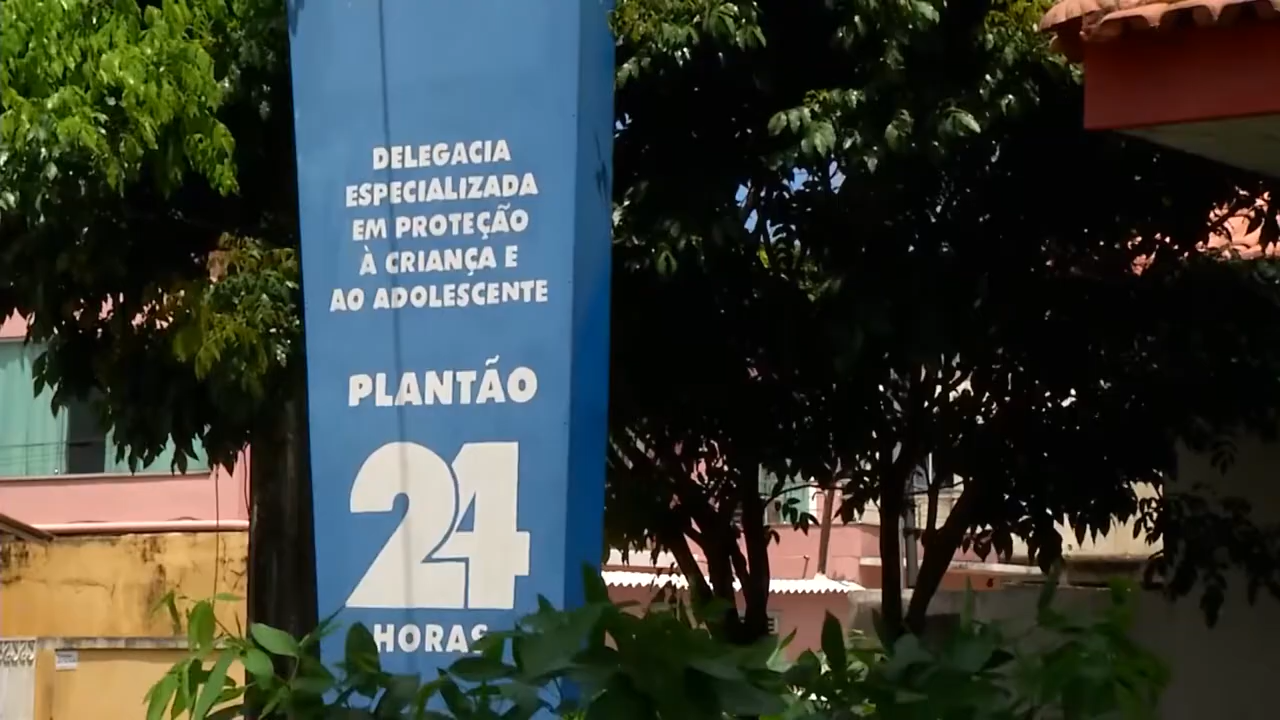 DELEGACIA
ESPECIALIZADA
EM PROTEÇÃO
À CRIANÇA E
AO ADOLESCENTE
PLANTÃO
24
HORAS